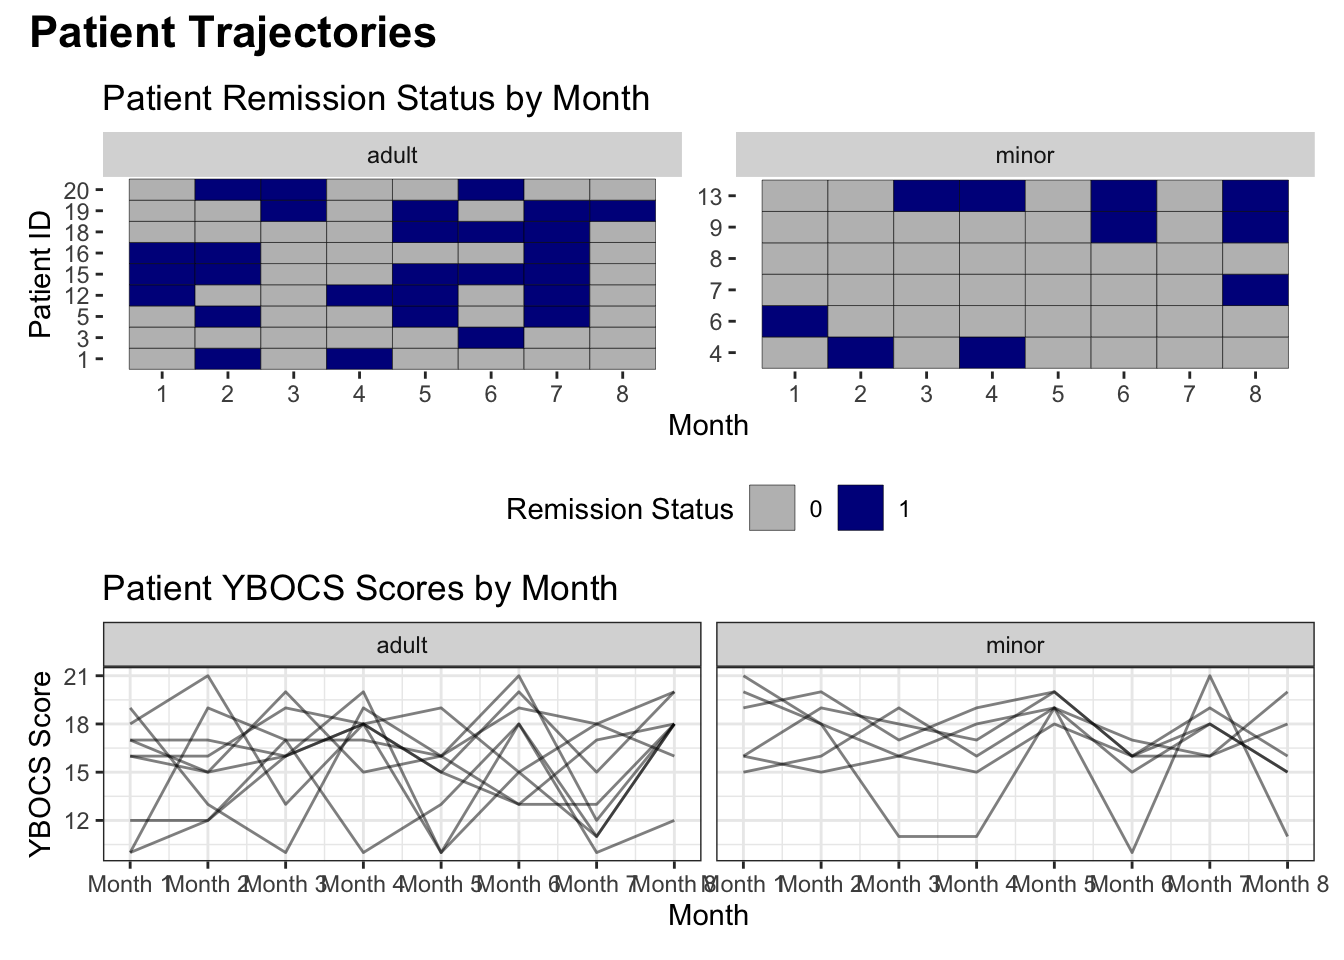 Patient Trajectories
Patient Remission Status by Month
adult
minor
Patient ID
20
19
18
16
15
12
5
3
1
13
9
8
7
6
4
1 2 3 4 5 6 7 8
1 2 3 4 5 6 7 8
Month
Remission Status 0 1
Patient YBOCS Scores by Month
adult
minor
YBOCS Score
21
18
15
12
Month 1 Month 2 Month 3 Month 4 Month 5 Month 6 Month 7 Month 8
Month 1 Month 2 Month 3 Month 4 Month 5 Month 6 Month 7 Month 8
Month